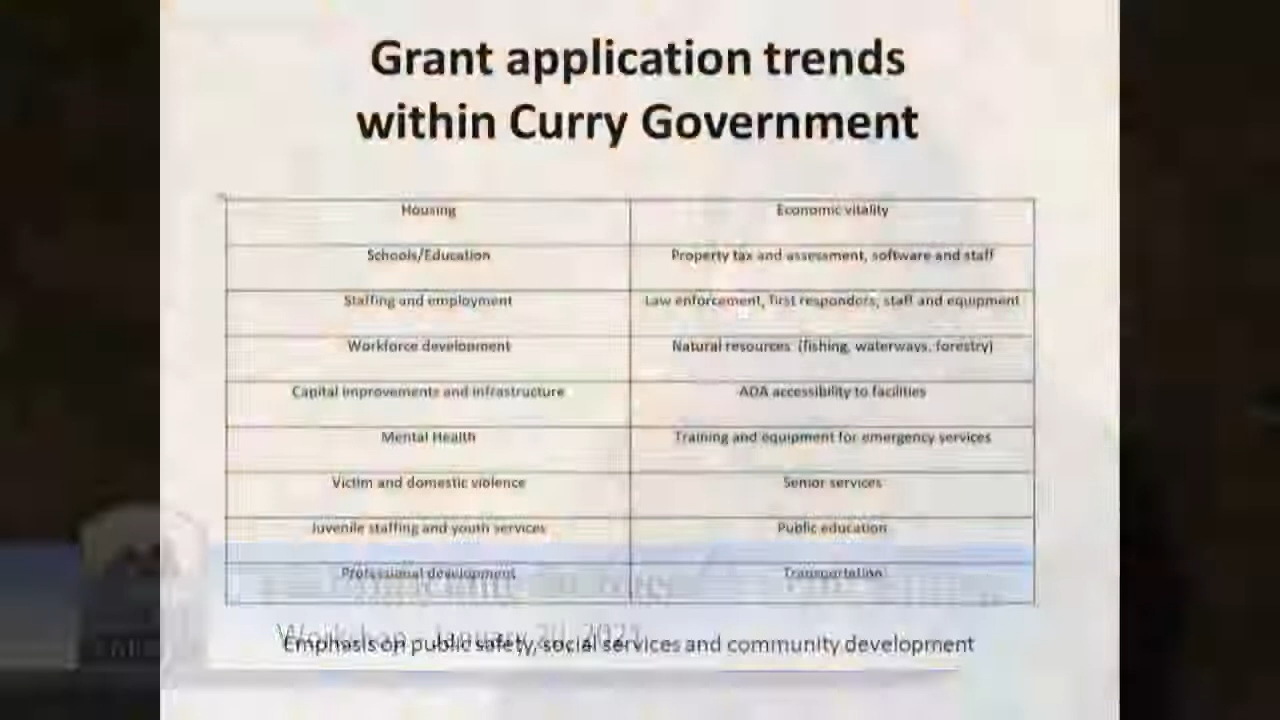 Grant application trends
within Curry Government
Housing
Economic vitality
Schools/Education
Property tax and assessment, software and staff
Staffing and employment
Law enforcement, first responders, staff and equipment
Workforce development
Natural resources (fishing, waterways, forestry)
Capital improvements and infrastructure
ADA accessibility to facilities
Mental Health
Training and equipment for emergency services
Victim and domestic violence
Senior services
Juvenile staffing and youth services
Public education
Professional development
Transportation
Workshop - January 2021
Emphasis on public safety, social services and community development